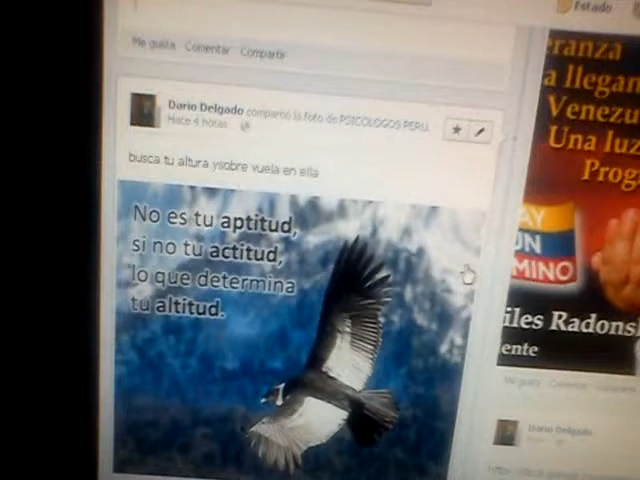 Estado
Me gusta Comentar Compartir
Dario Delgado compartió la foto de PSICOLOGOS PERU.
Hace 4 horas
busca tu altura ysobre vuela en ella
No es tu aptitud,
si no tu actitud,
lo que determina
tu altitud.
eranza
a llegan
Venezu
Una luz
Prog
AY
UN
MINO
iles Radons
ente
Me gusta Comentar Compartir
Dario Delgado